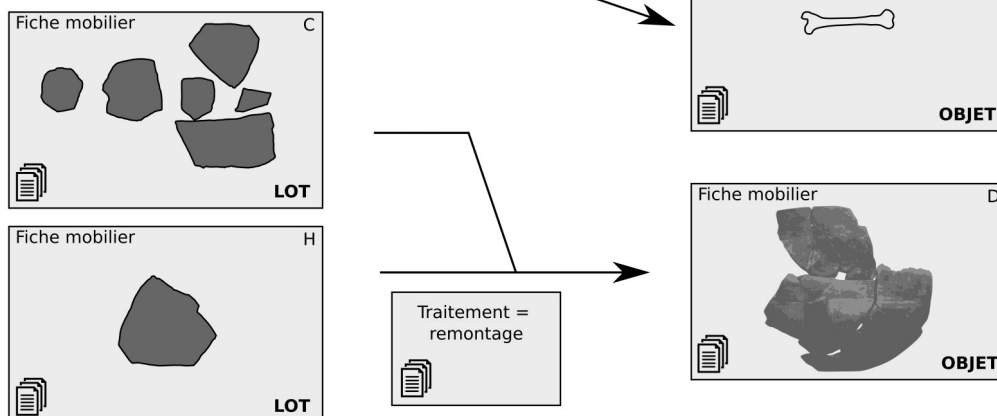 Fiche mobilier C
LOT
Fiche mobilier H
LOT
Traitement =
remontage
OBJET
Fiche mobilier D
OBJET